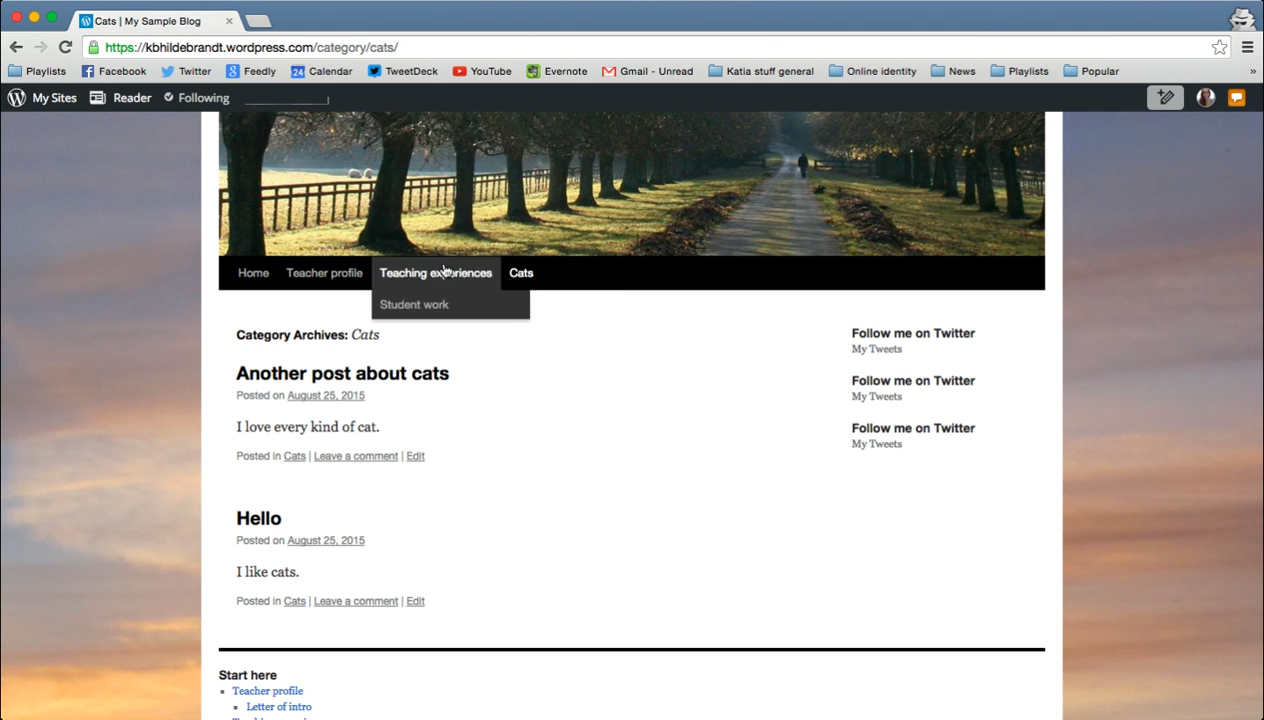 Cats | My Sample Blog
https://kbhildebrandt.wordpress.com/category/cats/
Playlists Facebook Twitter Feedly 24 Calendar TweetDeck YouTube Evernote Gmail - Unread Katia stuff general Online identity News Playlists Popular »
My Sites Reader Following
Home Teacher profile Teaching experiences Cats
Student work
Category Archives: Cats
Another post about cats
Posted on August 25, 2015
I love every kind of cat.
Posted in Cats | Leave a comment | Edit
Hello
Posted on August 25, 2015
I like cats.
Posted in Cats | Leave a comment | Edit
Follow me on Twitter
My Tweets
Follow me on Twitter
My Tweets
Follow me on Twitter
My Tweets
Start here
Teacher profile
Letter of intro